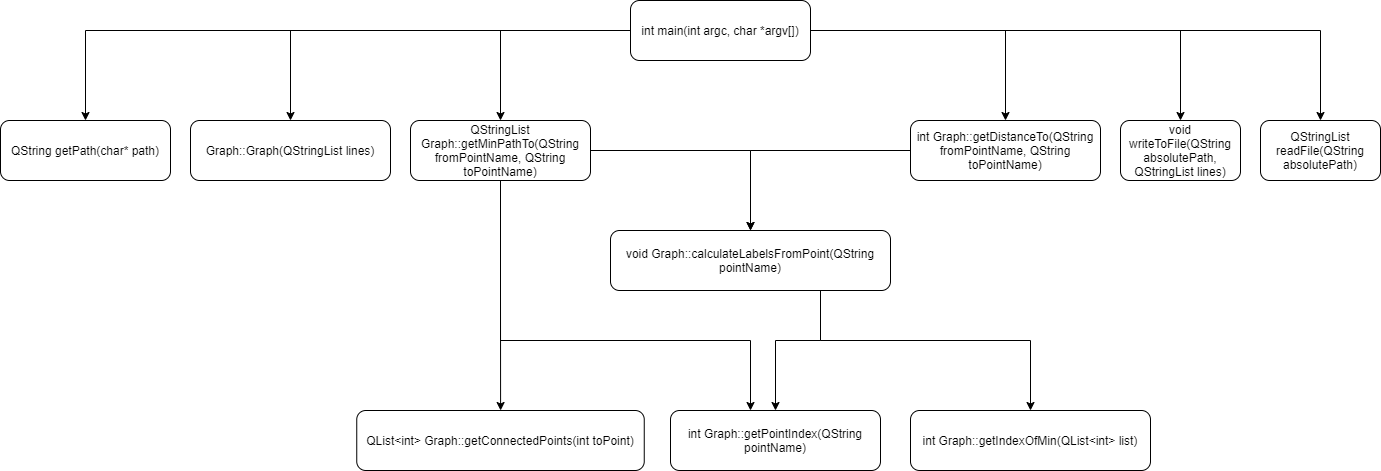 int main(int argc, char *argv[])
QString getPath(char* path)
Graph::Graph(QStringList lines)
QStringList
Graph::getMinPathTo(QString
fromPointName, QString
toPointName)
int Graph::getDistanceTo(QString
fromPointName, QString
toPointName)
void
writeToFile(QString
absolutePath,
QStringList lines)
QStringList
readFile(QString
absolutePath)
void Graph::calculateLabelsFromPoint(QString
pointName)
QList<int> Graph::getConnectedPoints(int toPoint)
int Graph::getPointIndex(QString
pointName)
int Graph::getIndexOfMin(QList<int> list)